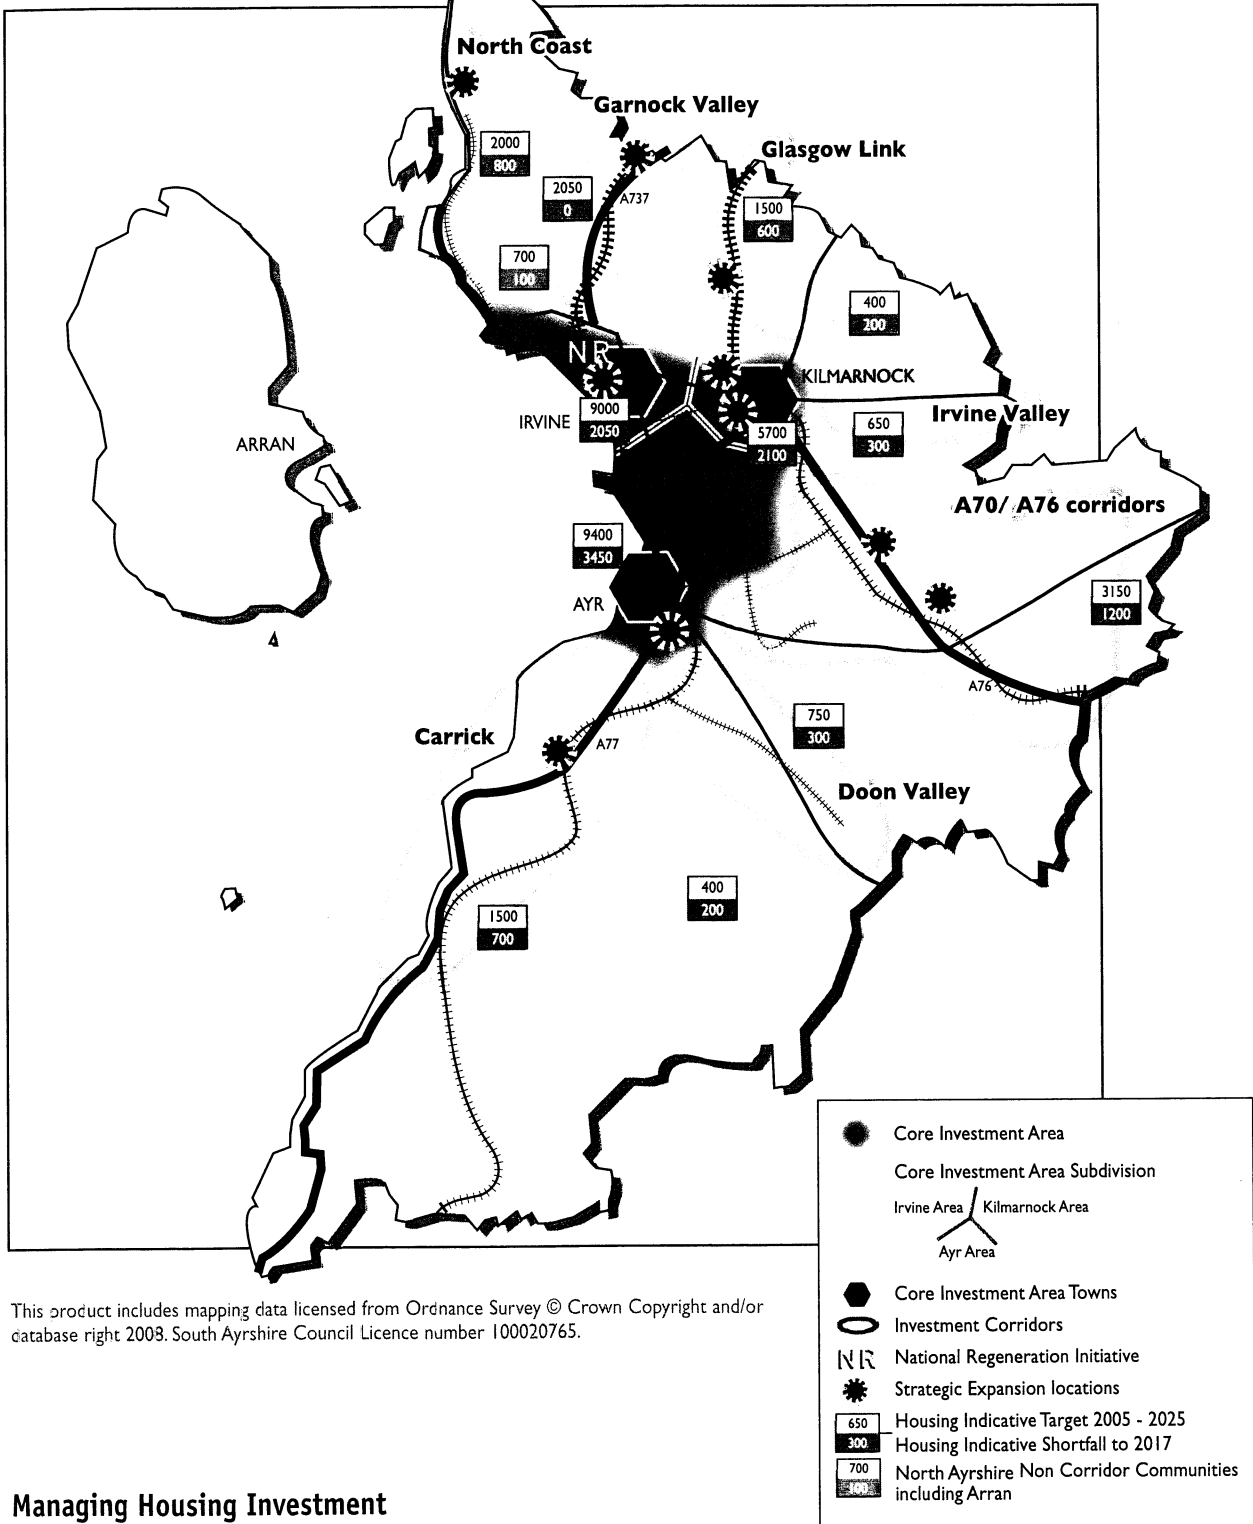 North Coast
Garnock Valley
Glasgow Link
2000
800
2050
0
A737
1500
600
700
100
400
200
NR
KILMARNOCK
IRVINE
9000
2050
Irvine Valley
650
300
5700
2100
ARRAN
A70/ A76 corridors
9400
3450
AYR
3150
1200
A76
750
300
Carrick
A77
Doon Valley
400
200
1500
700
Core Investment Area
Core Investment Area Subdivision
Irvine Area
Kilmarnock Area
Ayr Area
Core Investment Area Towns
Investment Corridors
NR National Regeneration Initiative
Strategic Expansion locations
650 Housing Indicative Target 2005 - 2025
300 Housing Indicative Shortfall to 2017
700 North Ayrshire Non Corridor Communities
100 including Arran
This product includes mapping data licensed from Ordnance Survey © Crown Copyright and/or
database right 2008. South Ayrshire Council Licence number 100020765.
Managing Housing Investment